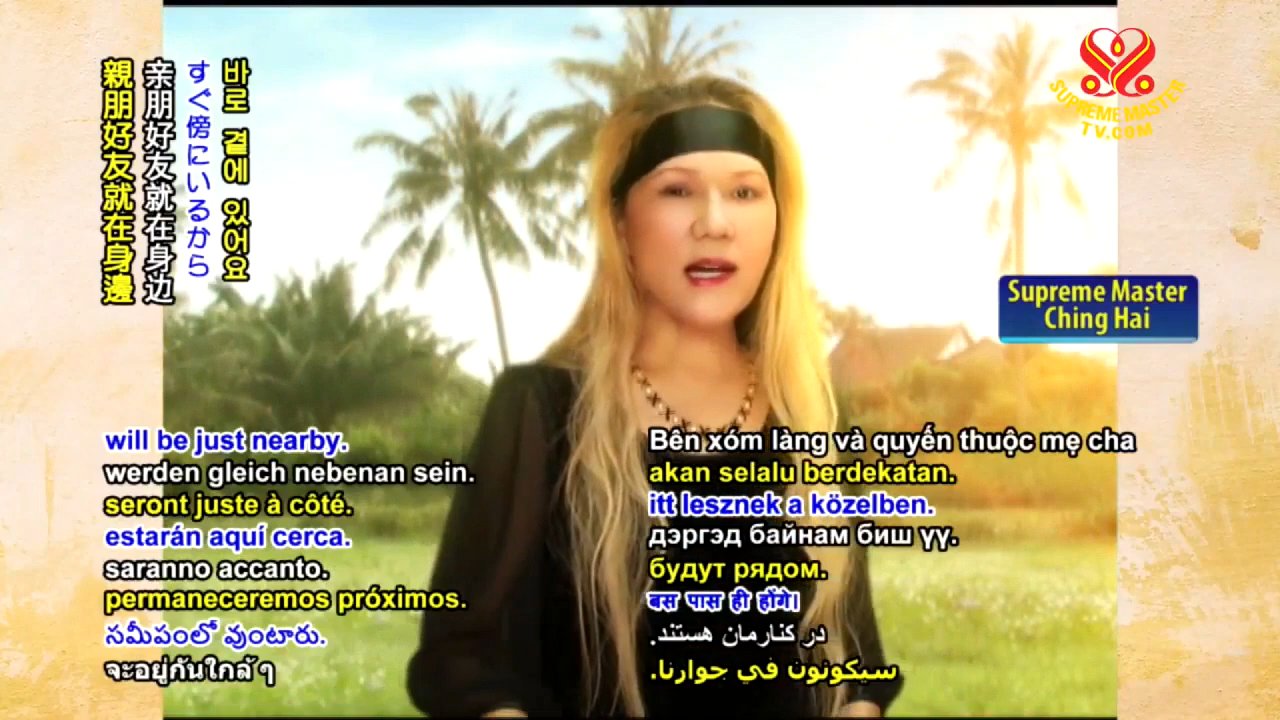 親朋好友就在身邊
亲朋好友就在身边
すぐ傍にいるから
바로 곁에 있어요
SUPREME MASTER
TV.COM
Supreme Master
Ching Hai
will be just nearby.
werden gleich nebenan sein.
seront juste à côté.
estarán aquí cerca.
saranno accanto.
permaneceremos próximos.
సమీపంలో వుంటారు.
จะอยู่กันใกล้ๆ
Bên xóm làng và quyến thuộc mẹ cha
akan selalu berdekatan.
itt lesznek a közelben.
дэргэд байнам биш үү.
будут рядом.
बस पास ही होंगे।
در کنارمان هستند.
سيكونون في جوارنا.